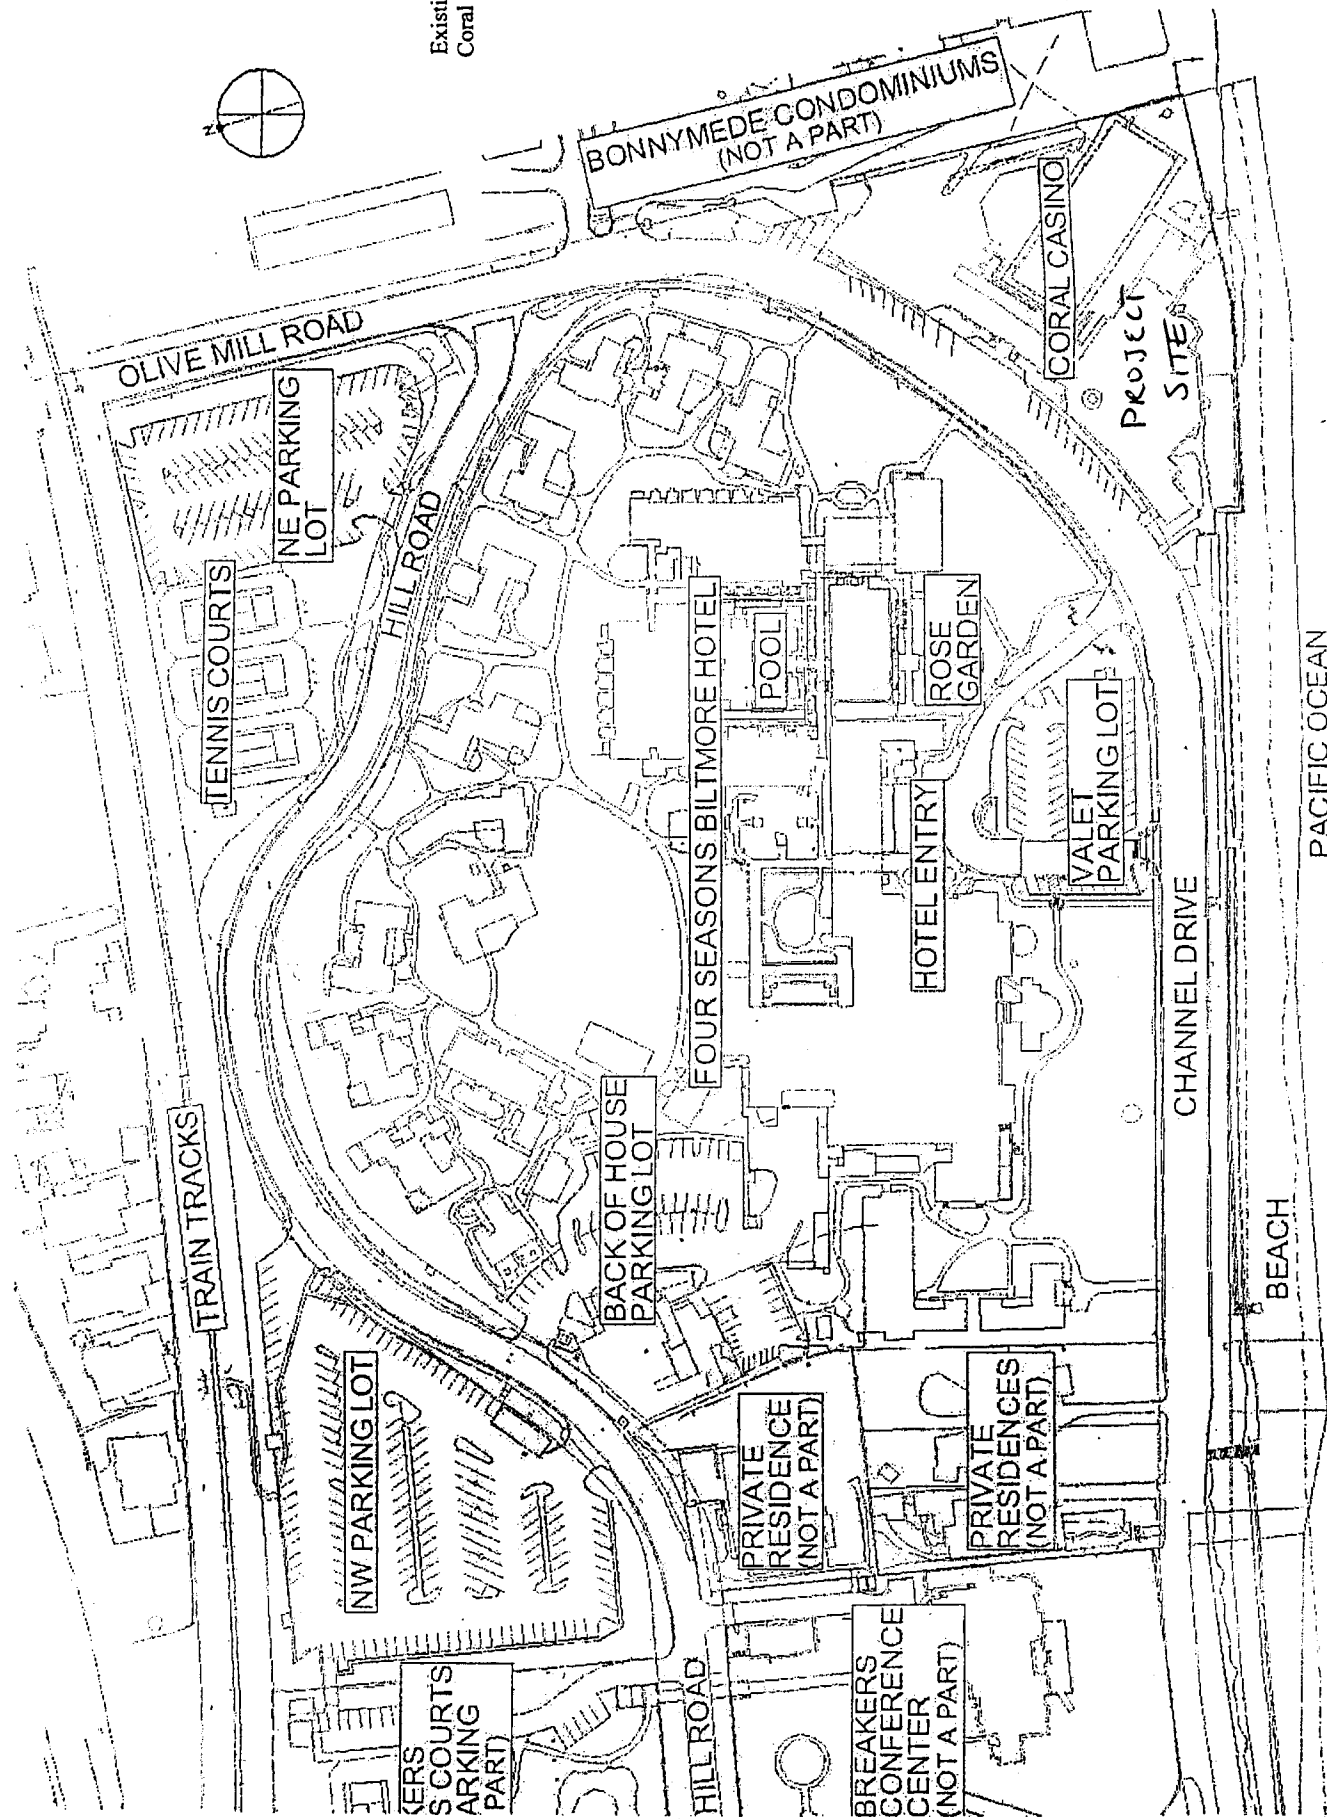 Existi
Coral
N
BONNYMEDE CONDOMINIUMS
(NOT A PART)
OLIVE MILL ROAD
NE PARKING
LOT
TENNIS COURTS
HILL ROAD
CORAL CASINO
PROJECT
SITE
FOUR SEASONS BILTMORE HOTEL
POOL
ROSE
GARDEN
HOTEL ENTRY
VALET
PARKING LOT
CHANNEL DRIVE
PACIFIC OCEAN
BEACH
TRAIN TRACKS
BACK OF HOUSE
PARKING LOT
NW PARKING LOT
PRIVATE
RESIDENCE
(NOT A PART)
PRIVATE
RESIDENCES
(NOT A PART)
KERS
S COURTS
ARKING
PART)
HILL ROAD
BREAKERS
CONFERENCE
CENTER
(NOT A PART)